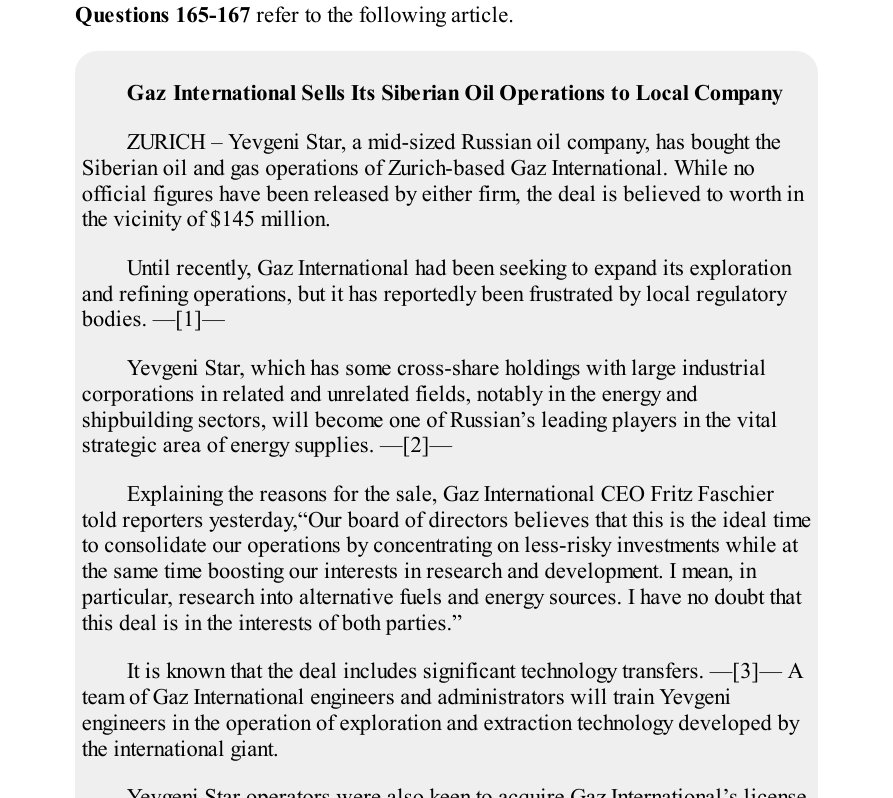 Questions 165-167 refer to the following article.
Gaz International Sells Its Siberian Oil Operations to Local Company
ZURICH – Yevgeni Star, a mid-sized Russian oil company, has bought the
Siberian oil and gas operations of Zurich-based Gaz International. While no
official figures have been released by either firm, the deal is believed to worth in
the vicinity of $145 million.
Until recently, Gaz International had been seeking to expand its exploration
and refining operations, but it has reportedly been frustrated by local regulatory
bodies. —[1]—
Yevgeni Star, which has some cross-share holdings with large industrial
corporations in related and unrelated fields, notably in the energy and
shipbuilding sectors, will become one of Russian’s leading players in the vital
strategic area of energy supplies. —[2]—
Explaining the reasons for the sale, Gaz International CEO Fritz Faschier
told reporters yesterday,“Our board of directors believes that this is the ideal time
to consolidate our operations by concentrating on less-risky investments while at
the same time boosting our interests in research and development. I mean, in
particular, research into alternative fuels and energy sources. I have no doubt that
this deal is in the interests of both parties.”
It is known that the deal includes significant technology transfers. —[3]— A
team of Gaz International engineers and administrators will train Yevgeni
engineers in the operation of exploration and extraction technology developed by
the international giant.
Yevgeni Star operators were also keen to acquire Gaz International’s license